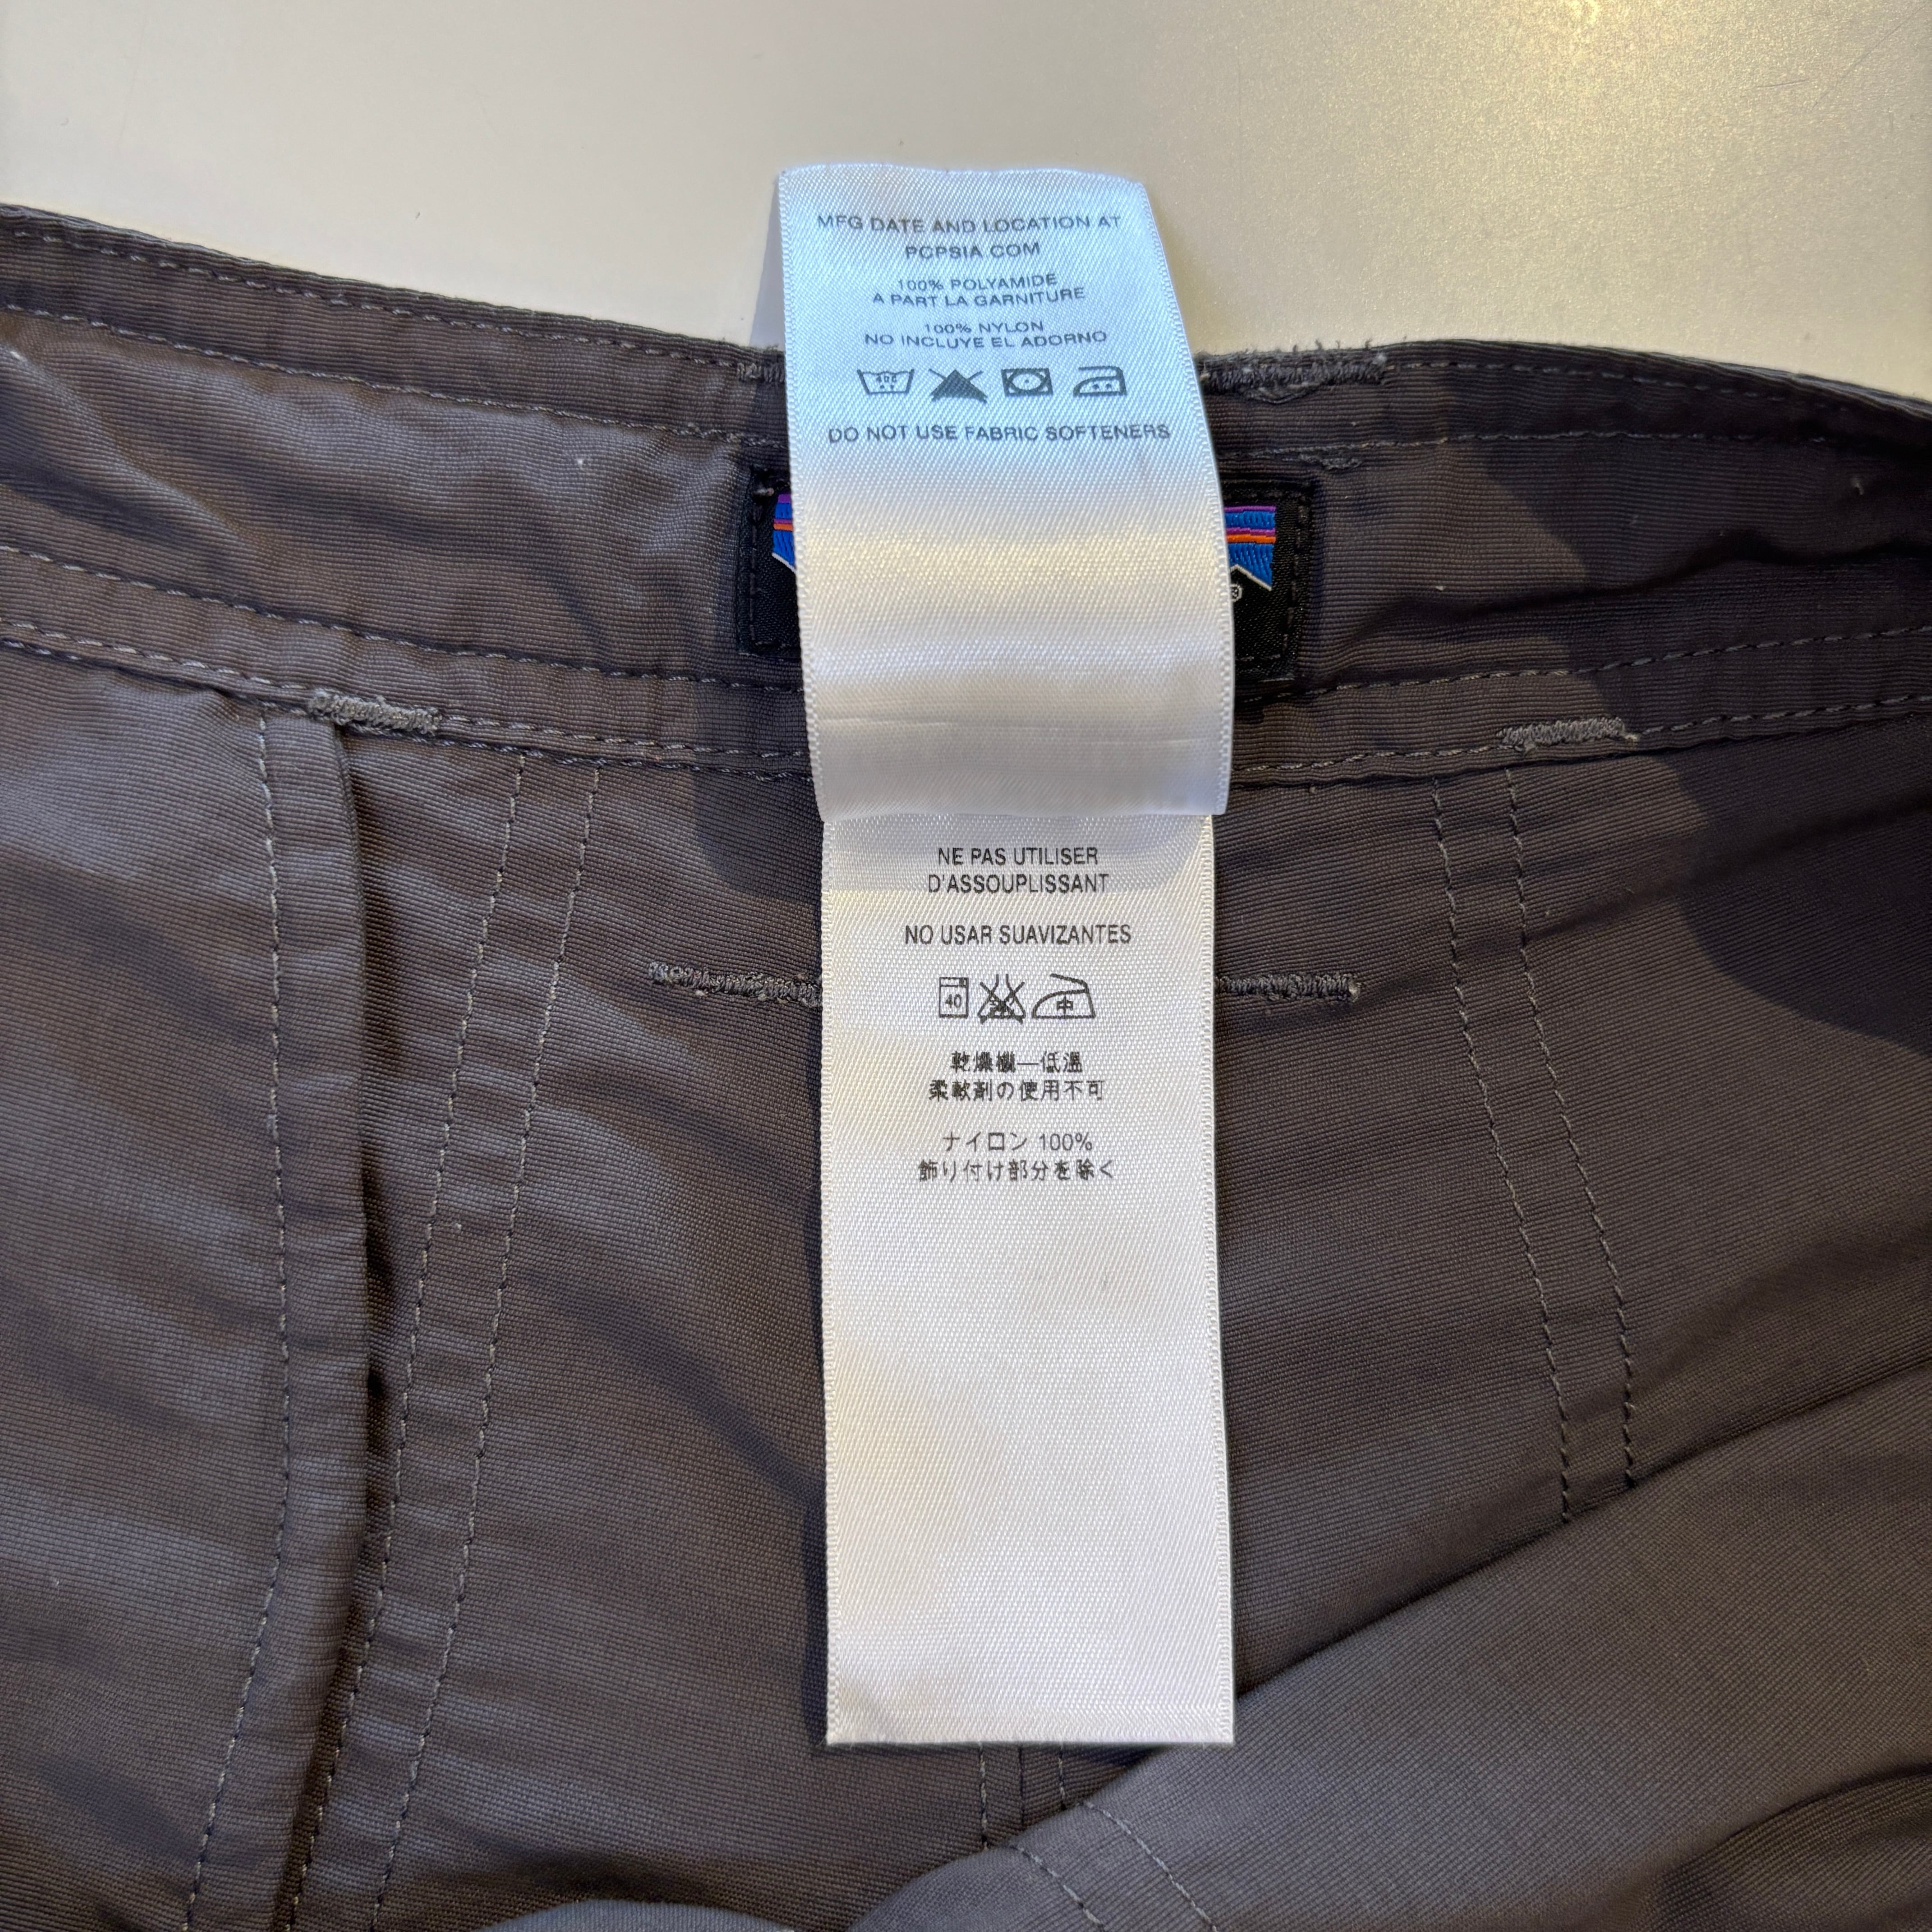 MFG DATE AND LOCATION AT
PCPSIA.COM
100% POLYAMIDE
A PART LA GARNITURE
100% NYLON
NO INCLUYE EL ADORNO
40C
DO NOT USE FABRIC SOFTENERS
®
NE PAS UTILISER
D'ASSOUPLISSANT
NO USAR SUAVIZANTES
40 中
乾燥機—低温
柔軟剤の使用不可
ナイロン 100%
飾り付け部分を除く